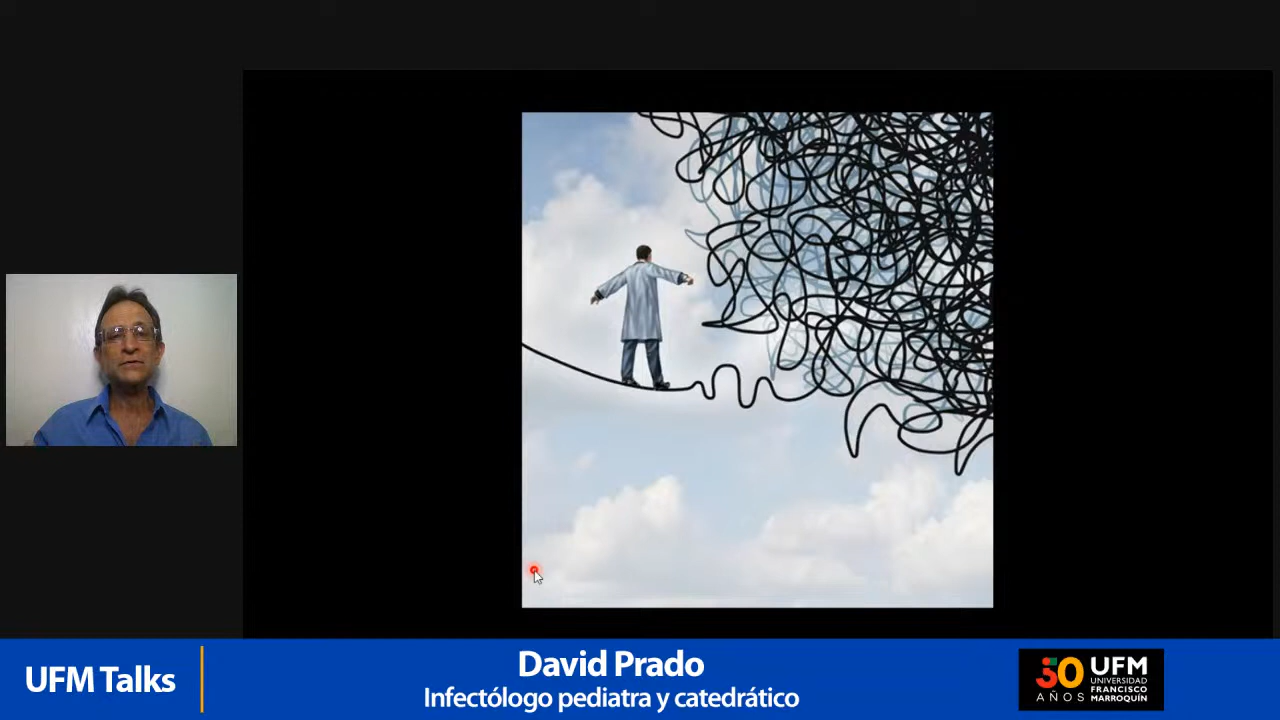 UFM Talks
David Prado
Infectólogo pediatra y catedrático
50
AÑOS
UFM
UNIVERSIDAD
FRANCISCO
MARROQUÍN